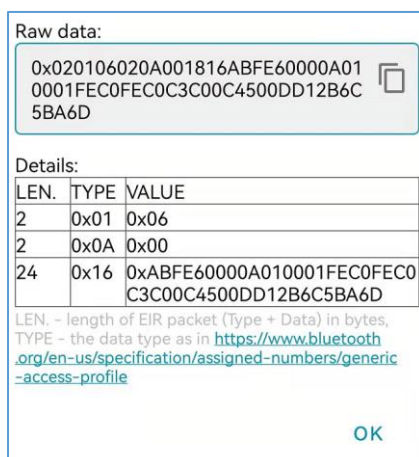 Raw data:
0x020106020A001816ABFE60000A01
0001FEC0FEC0C3C00C4500DD12B6C
5BA6D
Details:
LEN. TYPE VALUE
2 0x01 0x06
2 0x0A 0x00
24 0x16 0xABFE60000A010001FEC0FEC0
C3C00C4500DD12B6C5BA6D
LEN. - length of EIR packet (Type + Data) in bytes,
TYPE - the data type as in https://www.bluetooth
.org/en-us/specification/assigned-numbers/generic
-access-profile
OK